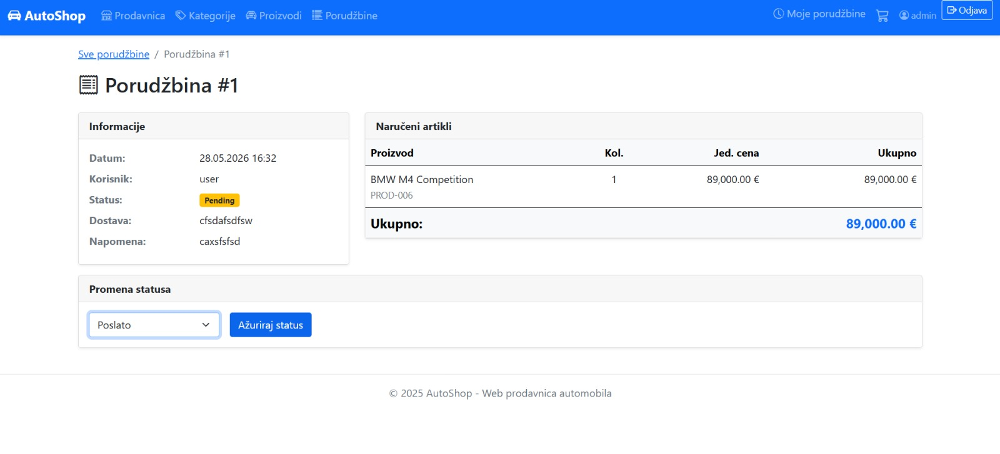 AutoShop Prodavnica Kategorije Proizvodi Porudžbine Moje porudžbine admin Odjava
Sve porudžbine / Porudžbina #1
Porudžbina #1
Informacije
Datum: 28.05.2026 16:32
Korisnik: user
Status: Pending
Dostava: cfsdafsdfsw
Napomena: caxsfsfsd
Naručeni artikli
Proizvod Kol. Jed. cena Ukupno
BMW M4 Competition 1 89,000.00 € 89,000.00 €
PROD-006
Ukupno: 89,000.00 €
Promena statusa
Poslato Ažuriraj status
© 2025 AutoShop - Web prodavnica automobila